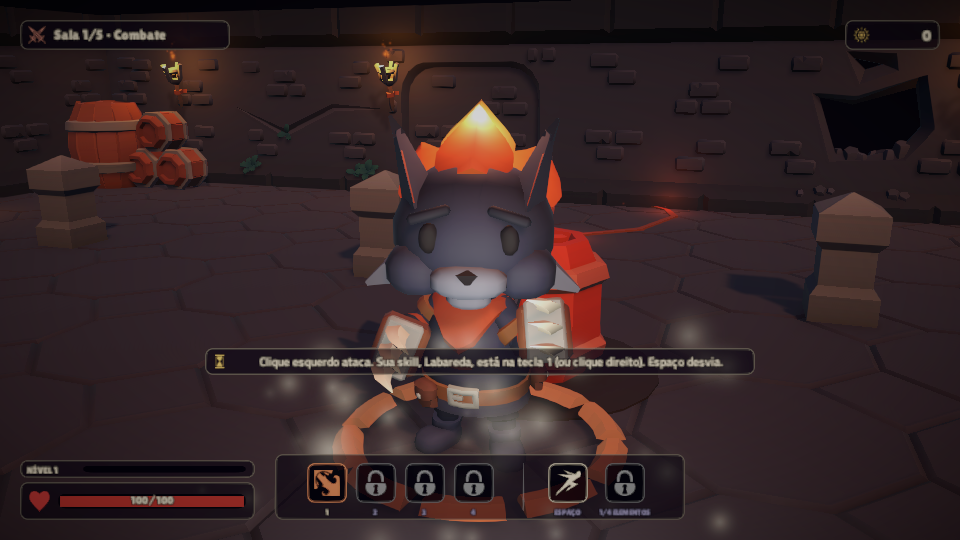 Sala 1/5 - Combate
0
Clique esquerdo ataca. Sua skill, Labareda, está na tecla 1 (ou clique direito). Espaço desvia.
NÍVEL 1
100/100
1
2
3
4
ESPAÇO
1/4 ELEMENTOS